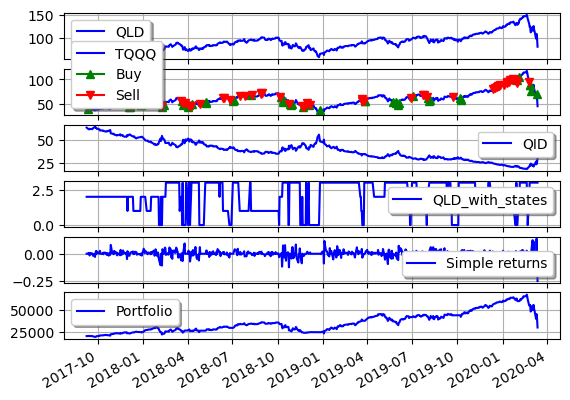 150
100
QLD
TQQQ
Buy
Sell
100
50
50
25
QID
2.5
0.0
QLD_with_states
0.00
−0.25
Simple returns
50000
25000
Portfolio
2017-10
2018-01
2018-04
2018-07
2018-10
2019-01
2019-04
2019-07
2019-10
2020-01
2020-04